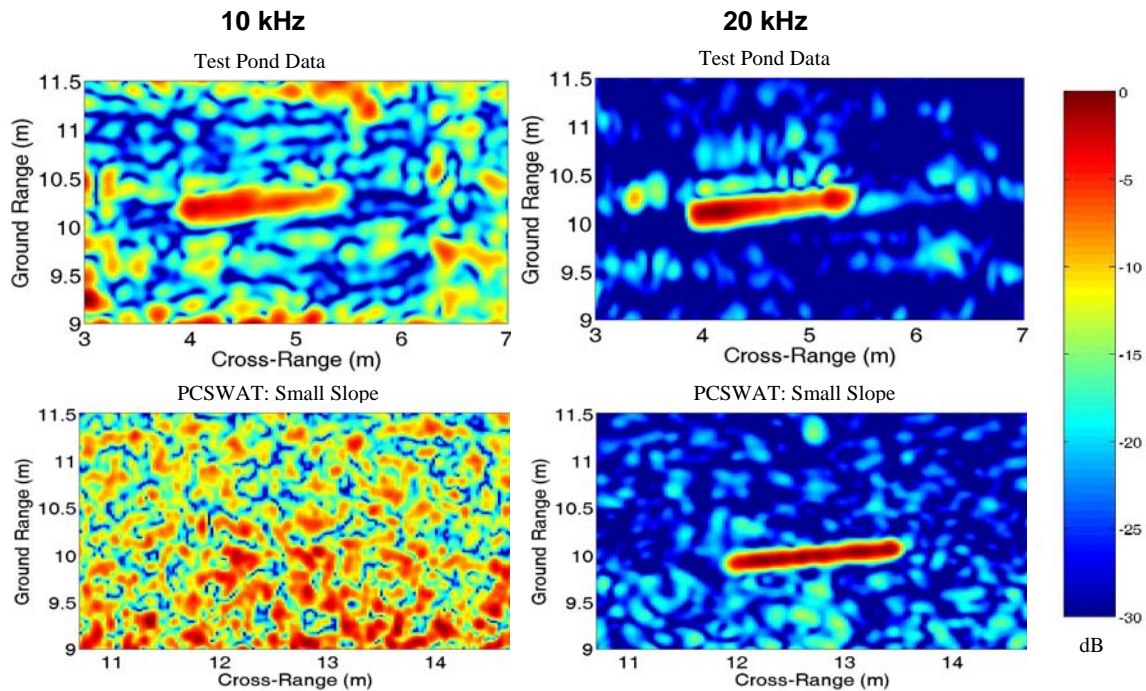 10 kHz
20 kHz
Test Pond Data
Test Pond Data
11.5
11
10.5
10
9.5
9
Ground Range (m)
3 4 5 6 7
Cross-Range (m)
11.5
11
10.5
10
9.5
9
Ground Range (m)
3 4 5 6 7
Cross-Range (m)
PCSWAT: Small Slope
PCSWAT: Small Slope
11.5
11
10.5
10
9.5
9
Ground Range (m)
11 12 13 14
Cross-Range (m)
11.5
11
10.5
10
9.5
9
Ground Range (m)
11 12 13 14
Cross-Range (m)
0
-5
-10
-15
-20
-25
-30
dB